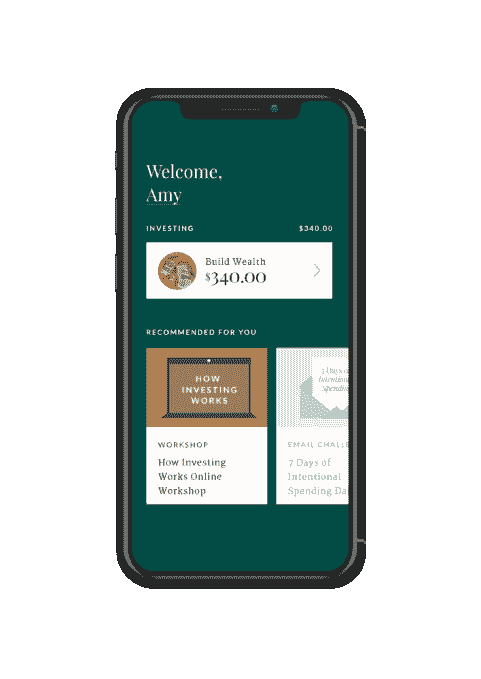 Welcome,
Amy
INVESTING
$340.00
Build Wealth
$340.00
RECOMMENDED FOR YOU
HOW
INVESTING
WORKS
7 Days of
Intentional
Spending
WORKSHOP
How Investing
Works Online
Workshop
EMAIL CHALLE
7 Days of
Intentional
Spending Da